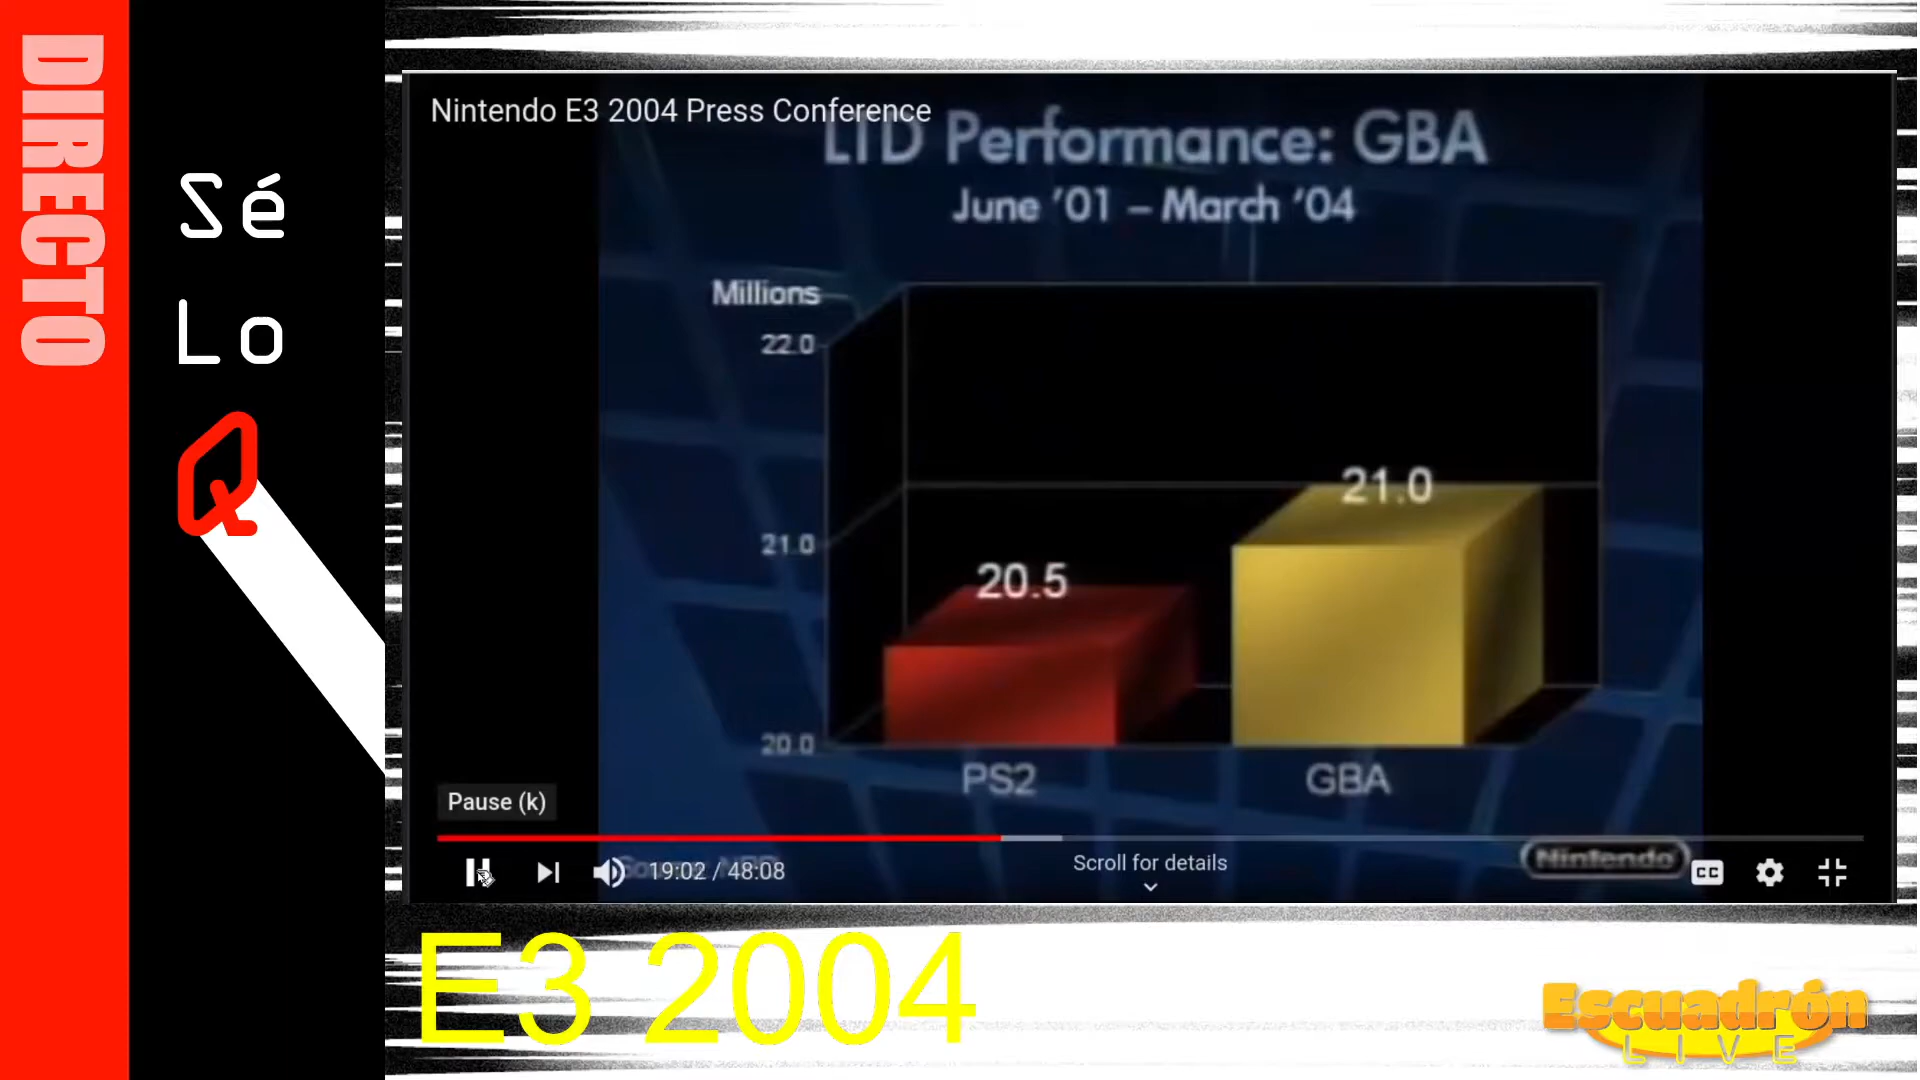 DIRECTO
Sé
Lo
Q
Nintendo E3 2004 Press Conference
LTD Performance: GBA
June '01 – March '04
Millions
22.0
21.0
21.0
20.5
20.0
PS2
GBA
Pause (k)
19:02 / 48:08
Scroll for details
Nintendo
CC
E3 2004
Escuadrón
LIVE